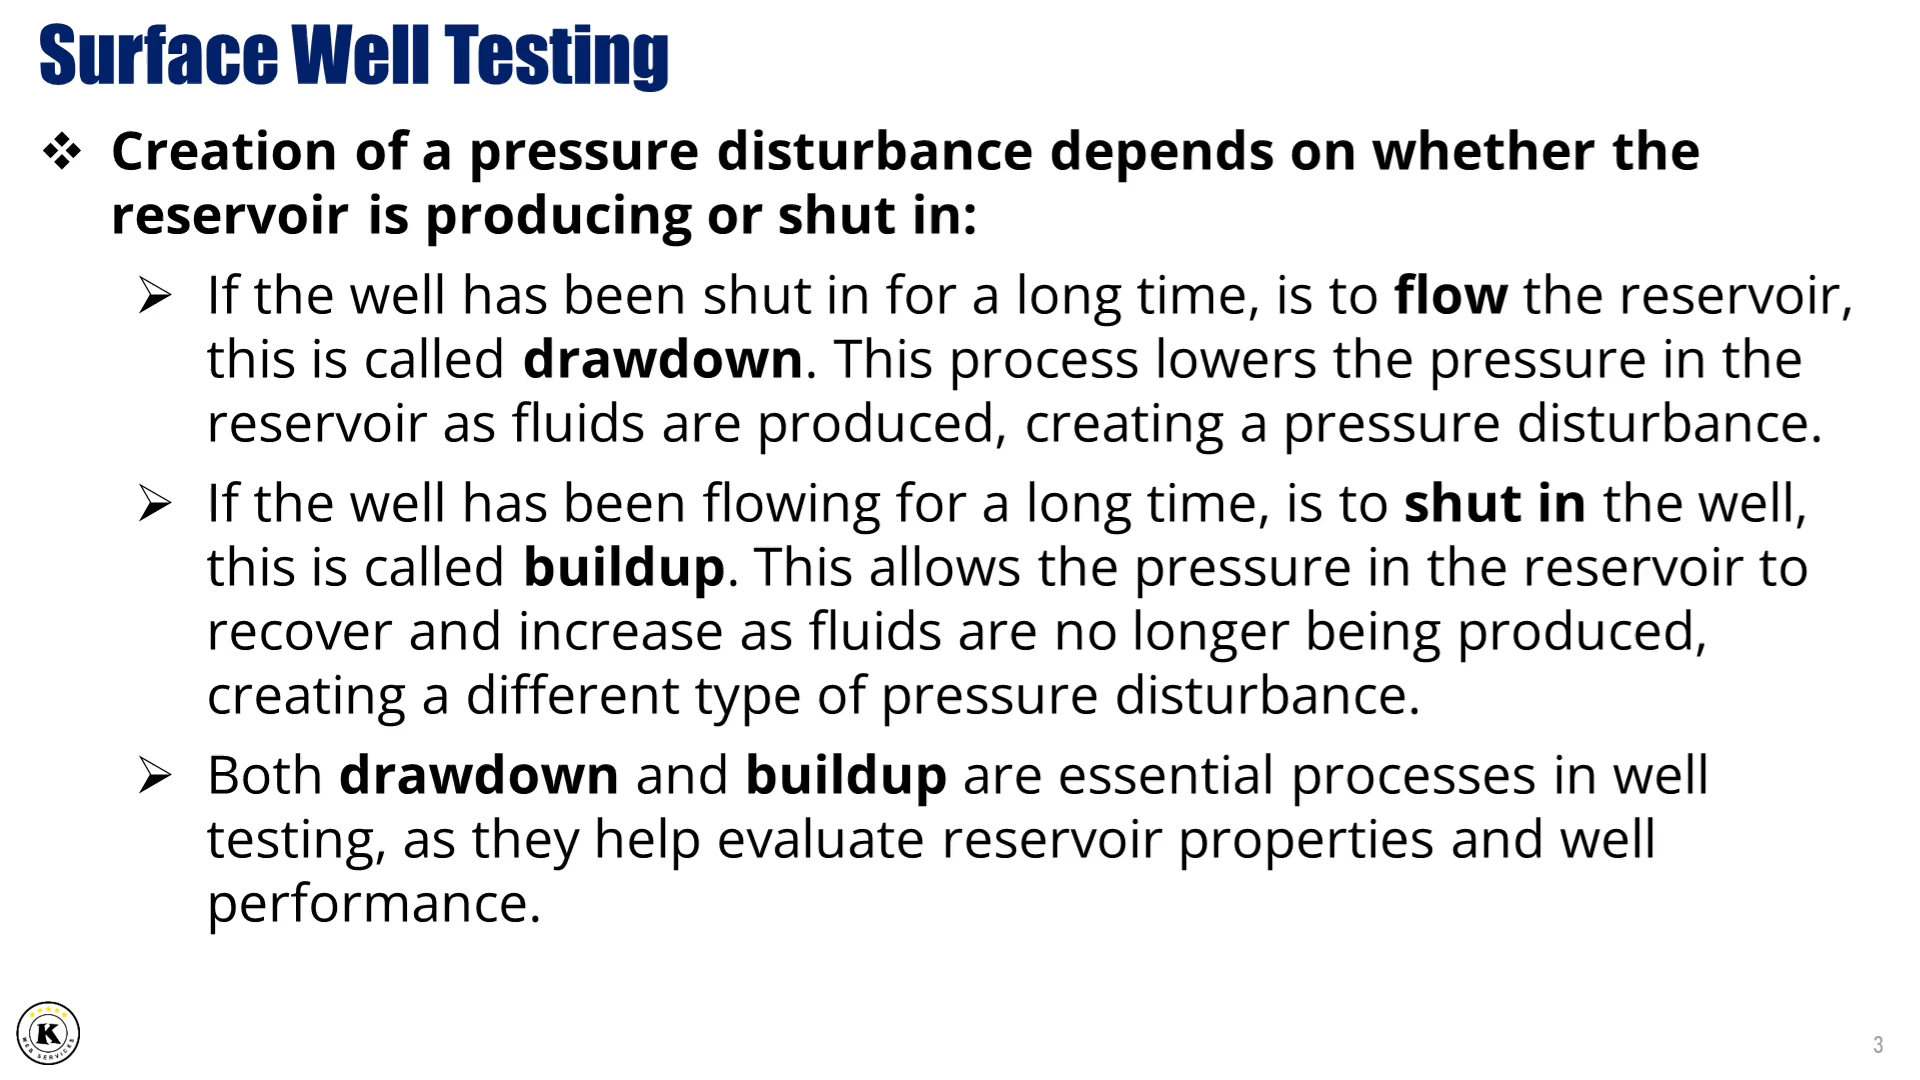 Surface Well Testing
❖ Creation of a pressure disturbance depends on whether the
reservoir is producing or shut in:
➢ If the well has been shut in for a long time, is to flow the reservoir,
this is called drawdown. This process lowers the pressure in the
reservoir as fluids are produced, creating a pressure disturbance.
➢ If the well has been flowing for a long time, is to shut in the well,
this is called buildup. This allows the pressure in the reservoir to
recover and increase as fluids are no longer being produced,
creating a different type of pressure disturbance.
➢ Both drawdown and buildup are essential processes in well
testing, as they help evaluate reservoir properties and well
performance.
K
WEB SERVICES
3